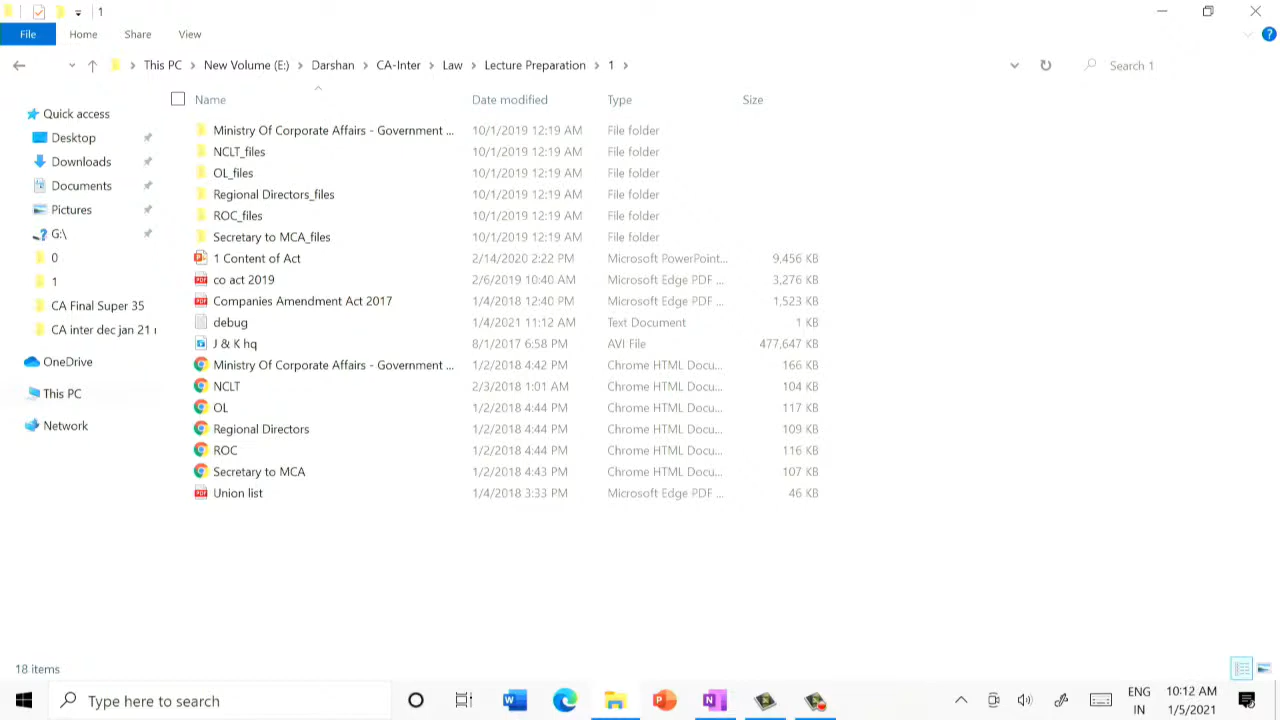 1
File Home Share View
This PC > New Volume (E:) > Darshan > CA-Inter > Law > Lecture Preparation > 1 > Search 1
Name Date modified Type Size
Quick access
Desktop
Downloads
Documents
Pictures
G:\
0
1
CA Final Super 35
CA inter dec jan 21 r
OneDrive
This PC
Network
Ministry Of Corporate Affairs - Government ... 10/1/2019 12:19 AM File folder
NCLT_files 10/1/2019 12:19 AM File folder
OL_files 10/1/2019 12:19 AM File folder
Regional Directors_files 10/1/2019 12:19 AM File folder
ROC_files 10/1/2019 12:19 AM File folder
Secretary to MCA_files 10/1/2019 12:19 AM File folder
1 Content of Act 2/14/2020 2:22 PM Microsoft PowerPoint... 9,456 KB
co act 2019 2/6/2019 10:40 AM Microsoft Edge PDF ... 3,276 KB
Companies Amendment Act 2017 1/4/2018 12:40 PM Microsoft Edge PDF ... 1,523 KB
debug 1/4/2021 11:12 AM Text Document 1 KB
J & K hq 8/1/2017 6:58 PM AVI File 477,647 KB
Ministry Of Corporate Affairs - Government ... 1/2/2018 4:42 PM Chrome HTML Docu... 166 KB
NCLT 2/3/2018 1:01 AM Chrome HTML Docu... 104 KB
OL 1/2/2018 4:44 PM Chrome HTML Docu... 117 KB
Regional Directors 1/2/2018 4:44 PM Chrome HTML Docu... 109 KB
ROC 1/2/2018 4:44 PM Chrome HTML Docu... 116 KB
Secretary to MCA 1/2/2018 4:43 PM Chrome HTML Docu... 107 KB
Union list 1/4/2018 3:33 PM Microsoft Edge PDF ... 46 KB
18 items
Type here to search
ENG
IN
10:12 AM
1/5/2021